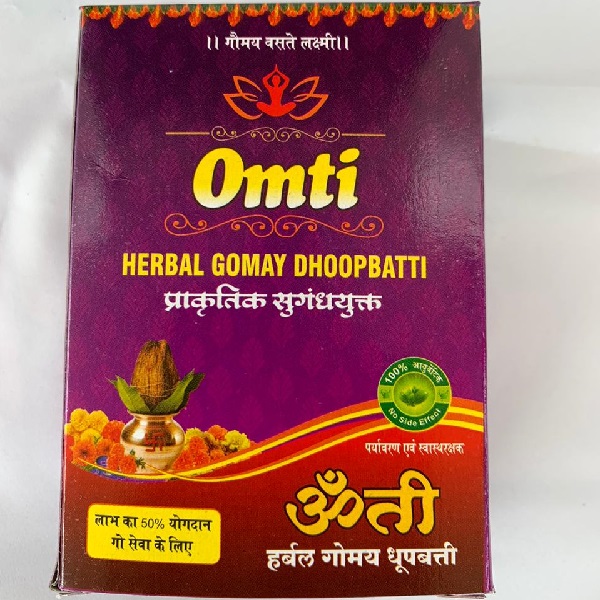 ।। गौमय वसते लक्ष्मी।।
Omti
HERBAL GOMAY DHOOPBATTI
प्राकृतिक सुगंधयुक्त
100% आयुर्वेदिक
No Side Effect
पर्यावरण एवं स्वास्थरक्षक
ॐती
हर्बल गोमय धूपबत्ती
लाभ का 50% योगदान
गो सेवा के लिए